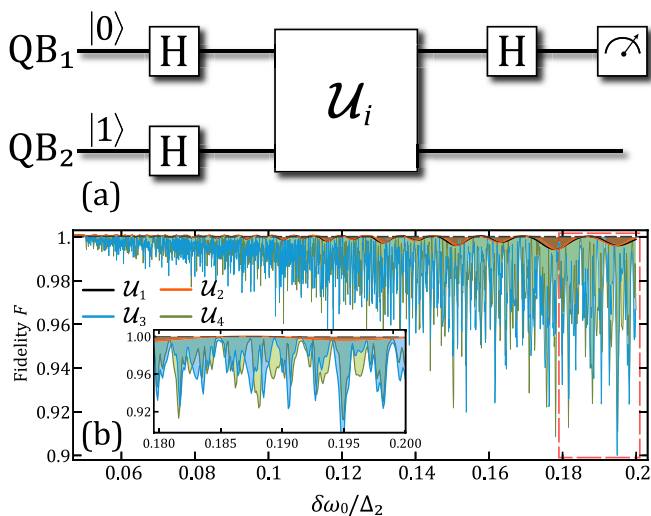 QB₁ |0⟩ H H
𝒰ᵢ
QB₂ |1⟩ H
(a)
1.
0.98
0.96
0.94
0.92
0.9
Fidelity F
𝒰₁ 𝒰₂
𝒰₃ 𝒰₄
1.00
0.96
0.92
0.180 0.185 0.190 0.195 0.200
(b)
0.06 0.08 0.1 0.12 0.14 0.16 0.18 0.2
δω₀/Δ₂